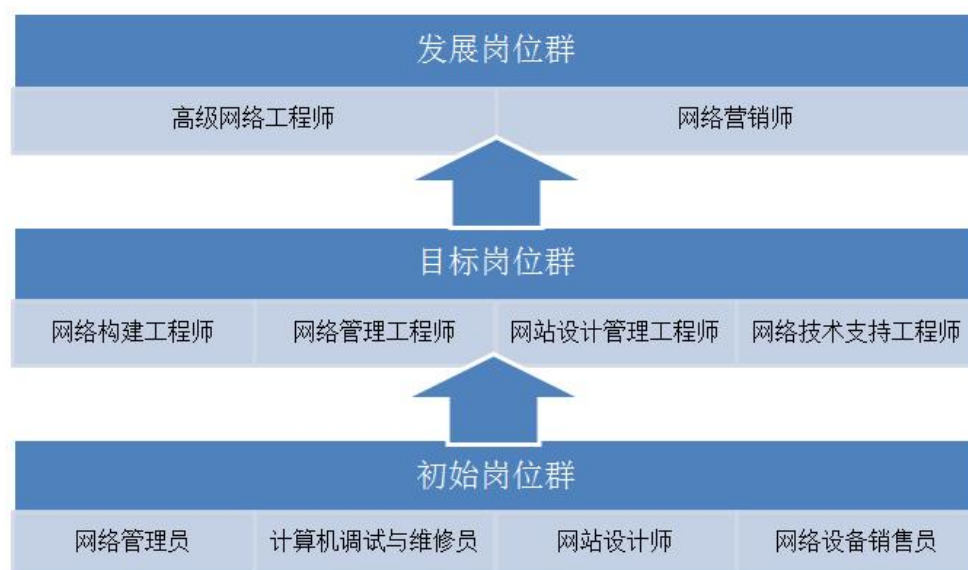 发展岗位群
高级网络工程师 网络营销师
目标岗位群
网络构建工程师 网络管理工程师 网站设计管理工程师 网络技术支持工程师
初始岗位群
网络管理员 计算机调试与维修员 网站设计师 网络设备销售员